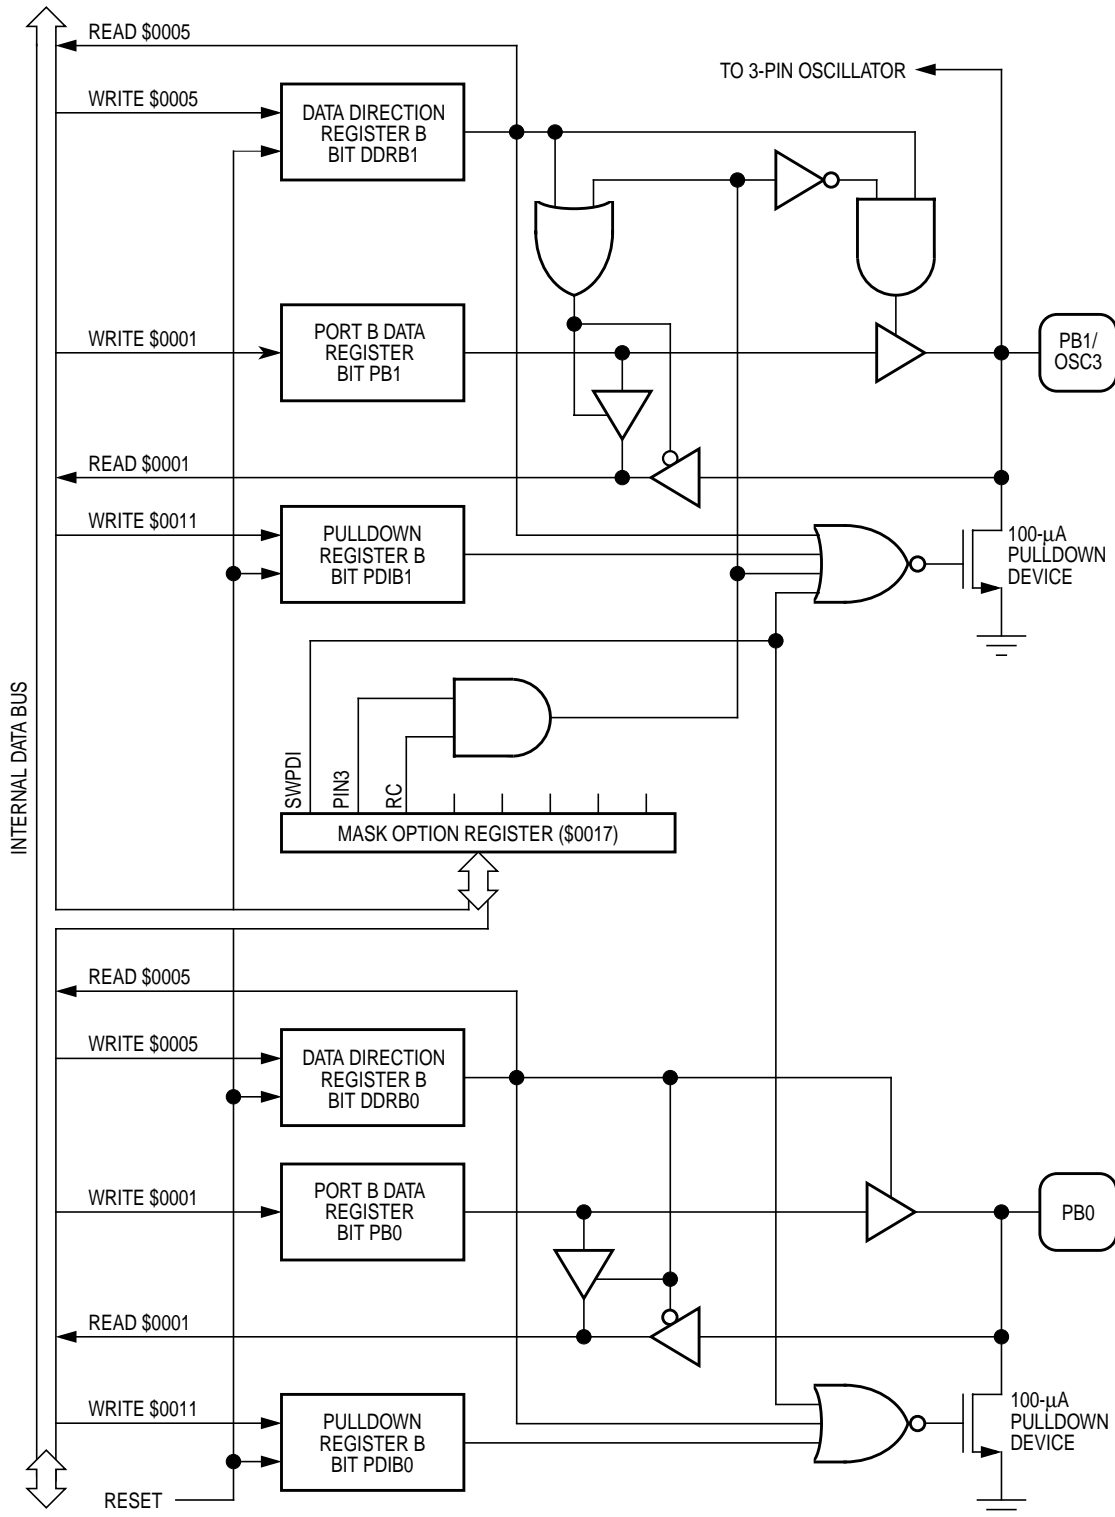 READ $0005
TO 3-PIN OSCILLATOR
WRITE $0005
DATA DIRECTION
REGISTER B
BIT DDRB1
WRITE $0001
PORT B DATA
REGISTER
BIT PB1
PB1/
OSC3
READ $0001
WRITE $0011
PULLDOWN
REGISTER B
BIT PDIB1
100-µA
PULLDOWN
DEVICE
INTERNAL DATA BUS
SWPDI
PIN3
RC
MASK OPTION REGISTER ($0017)
READ $0005
WRITE $0005
DATA DIRECTION
REGISTER B
BIT DDRB0
WRITE $0001
PORT B DATA
REGISTER
BIT PB0
PB0
READ $0001
WRITE $0011
PULLDOWN
REGISTER B
BIT PDIB0
100-µA
PULLDOWN
DEVICE
RESET